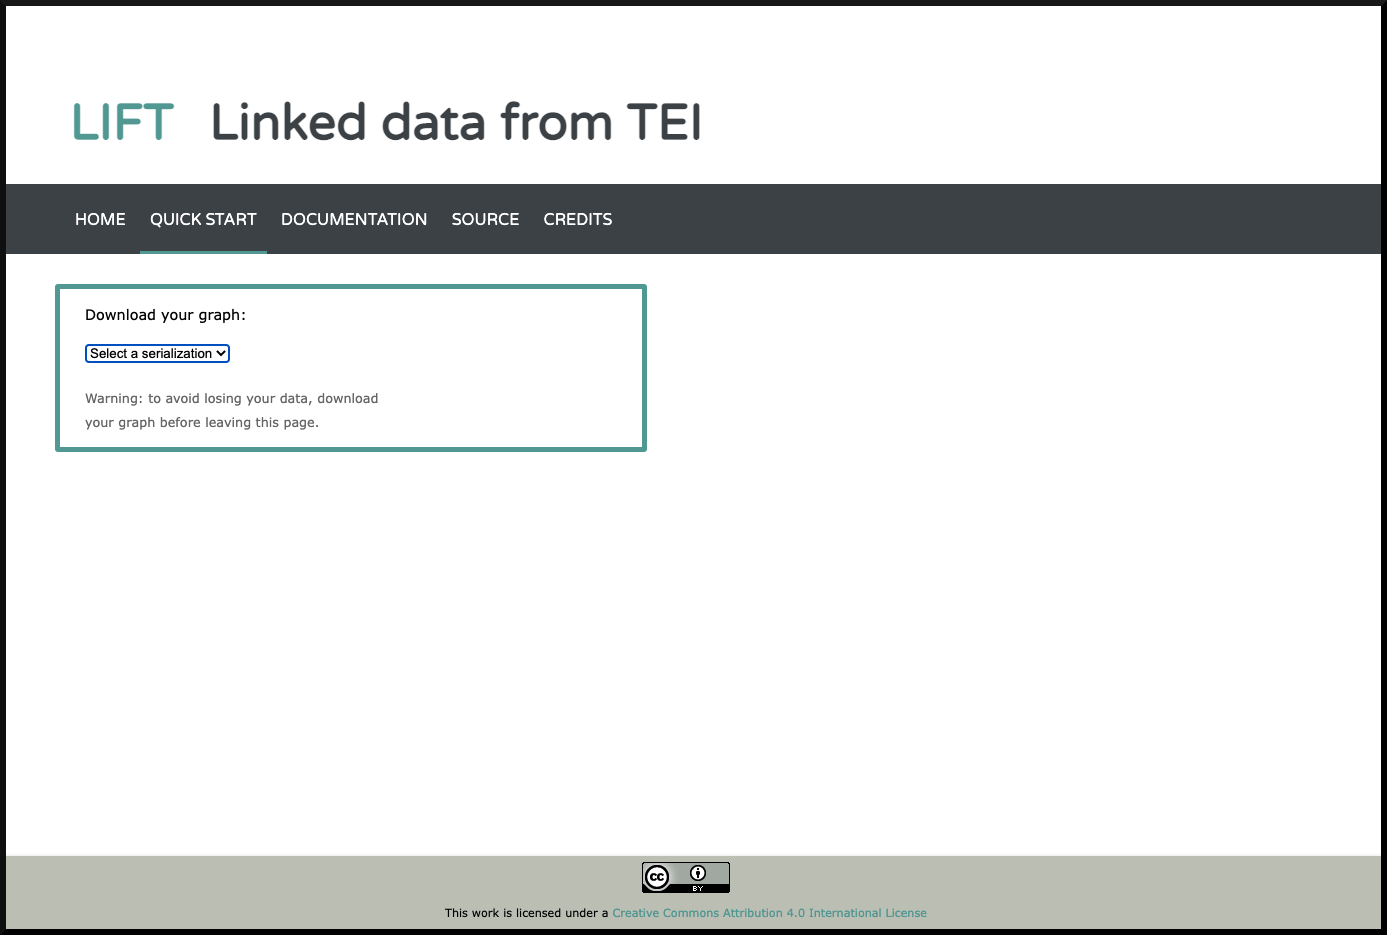 LIFT Linked data from TEI
HOME QUICK START DOCUMENTATION SOURCE CREDITS
Download your graph:
Select a serialization
Warning: to avoid losing your data, download
your graph before leaving this page.
cc BY
This work is licensed under a Creative Commons Attribution 4.0 International License